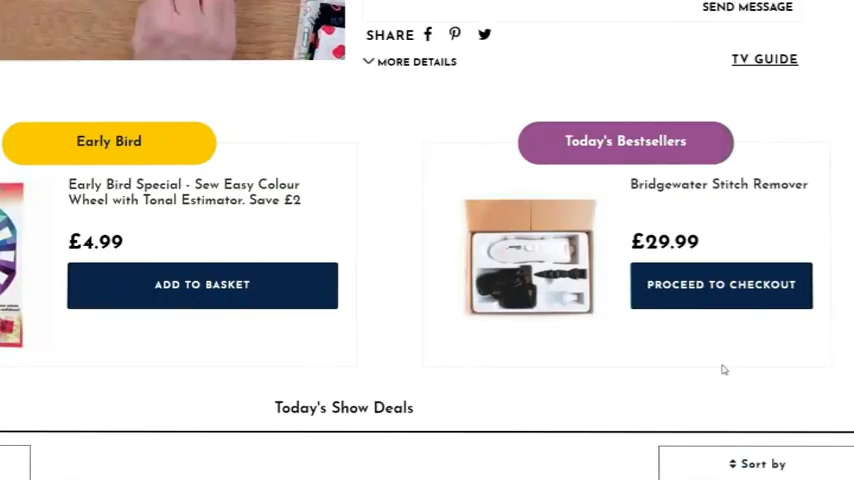 SEND MESSAGE
SHARE
MORE DETAILS
TV GUIDE
Early Bird
Today's Bestsellers
Early Bird Special - Sew Easy Colour
Wheel with Tonal Estimator. Save £2
£4.99
ADD TO BASKET
Bridgewater Stitch Remover
£29.99
PROCEED TO CHECKOUT
Today's Show Deals
Sort by